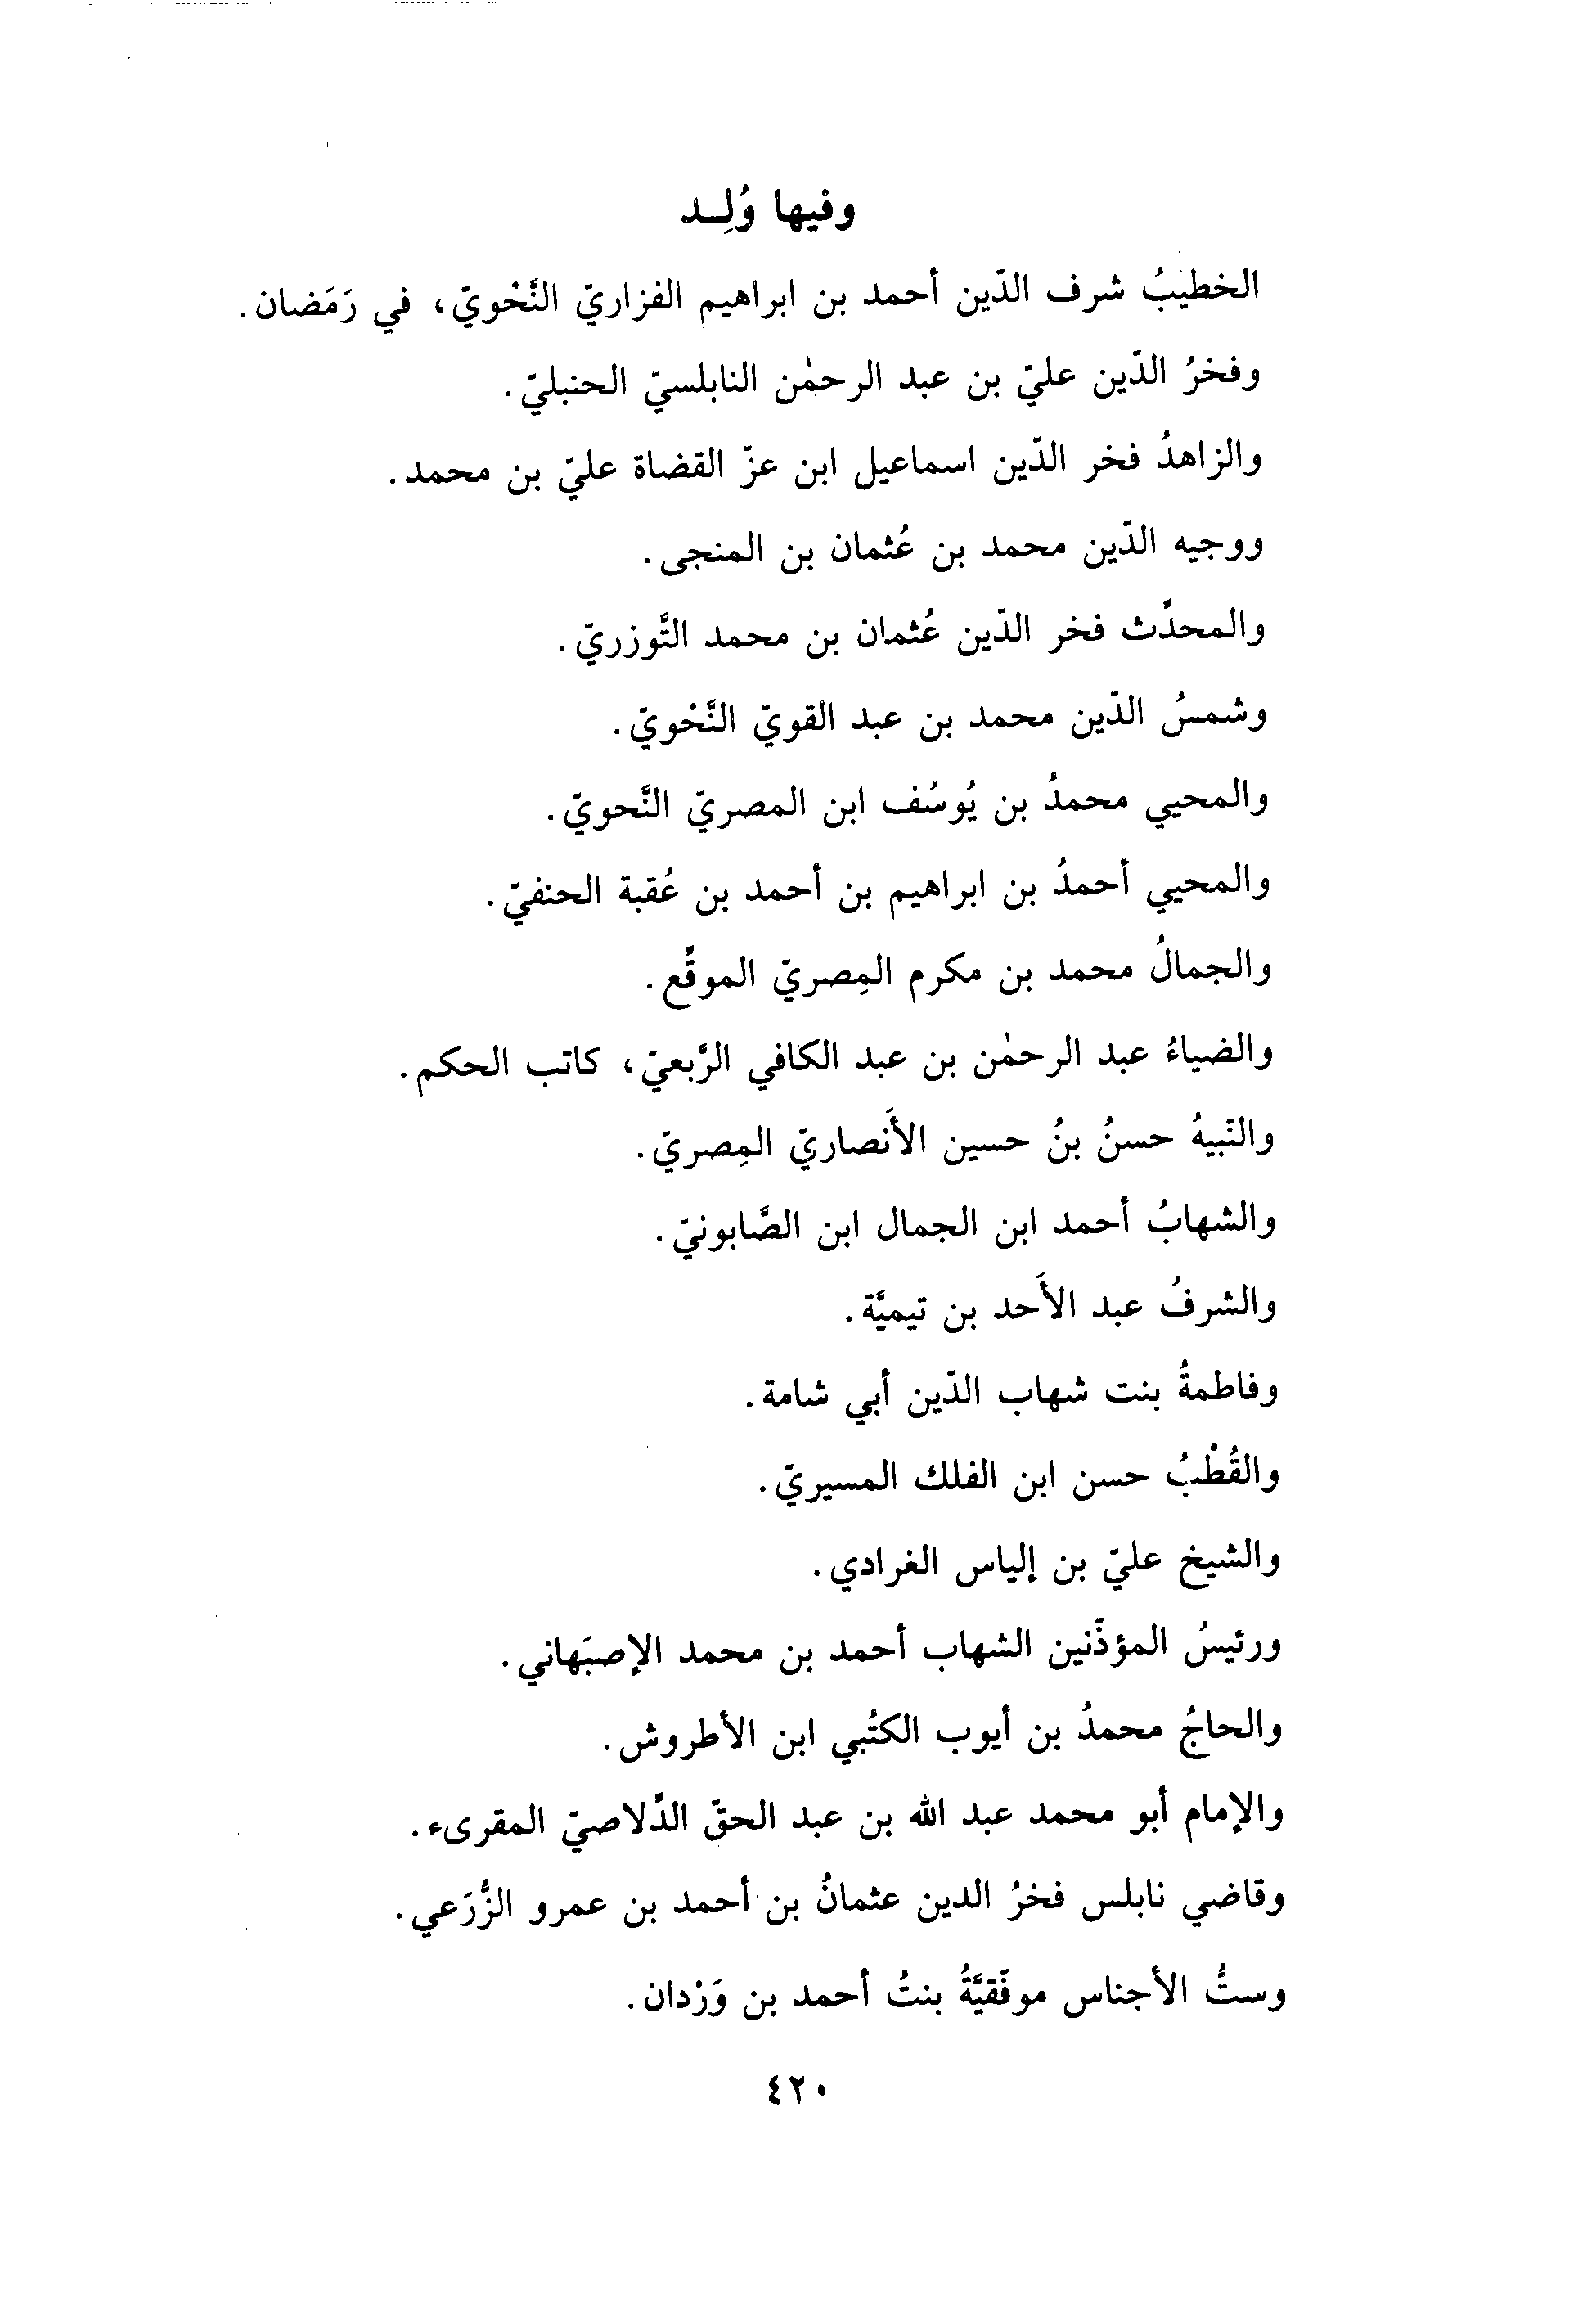 وفيها وُلِـد
الخطيبُ شرف الدّين أحمد بن ابراهيم الفزاريّ النَّحْويّ، في رَمَضان.
وفخرُ الدّين عليّ بن عبد الرحمٰن النابلسيّ الحنبليّ.
والزاهدُ فخر الدّين اسماعيل ابن عزّ القضاة عليّ بن محمد.
ووجيه الدّين محمد بن عُثمان بن المنجى.
والمحدِّث فخر الدّين عُثمان بن محمد التَّوزريّ.
وشمسُ الدّين محمد بن عبد القويّ النَّحْويّ.
والمحيي محمدُ بن يُوسُف ابن المصريّ النَّحويّ.
والمحيي أحمدُ بن ابراهيم بن أحمد بن عُقبة الحنفيّ.
والجمالُ محمد بن مكرم المِصريّ الموقِّع.
والضياءُ عبد الرحمٰن بن عبد الكافي الرَّبعيّ، كاتب الحكم.
والنّبيهُ حسنُ بنُ حسين الأَنصاريّ المِصريّ.
والشهابُ أحمد ابن الجمال ابن الصَّابونيّ.
والشرفُ عبد الأَحد بن تيميَّة.
وفاطمةُ بنت شهاب الدّين أبي شامة.
والقُطْبُ حسن ابن الفلك المسيريّ.
والشيخ عليّ بن إلياس الغرادي.
ورئيسُ المؤذّنين الشهاب أحمد بن محمد الإصبَهاني.
والحاجُ محمدُ بن أيوب الكتُبي ابن الأطروش.
والإمام أبو محمد عبد الله بن عبد الحقّ الدِّلاصيّ المقرىء.
وقاضي نابلس فخرُ الدين عثمانُ بن أحمد بن عمرو الزُّرَعي.
وستُّ الأجناس موفّقيَّةُ بنتُ أحمد بن وَرْدان.
٤٢٠